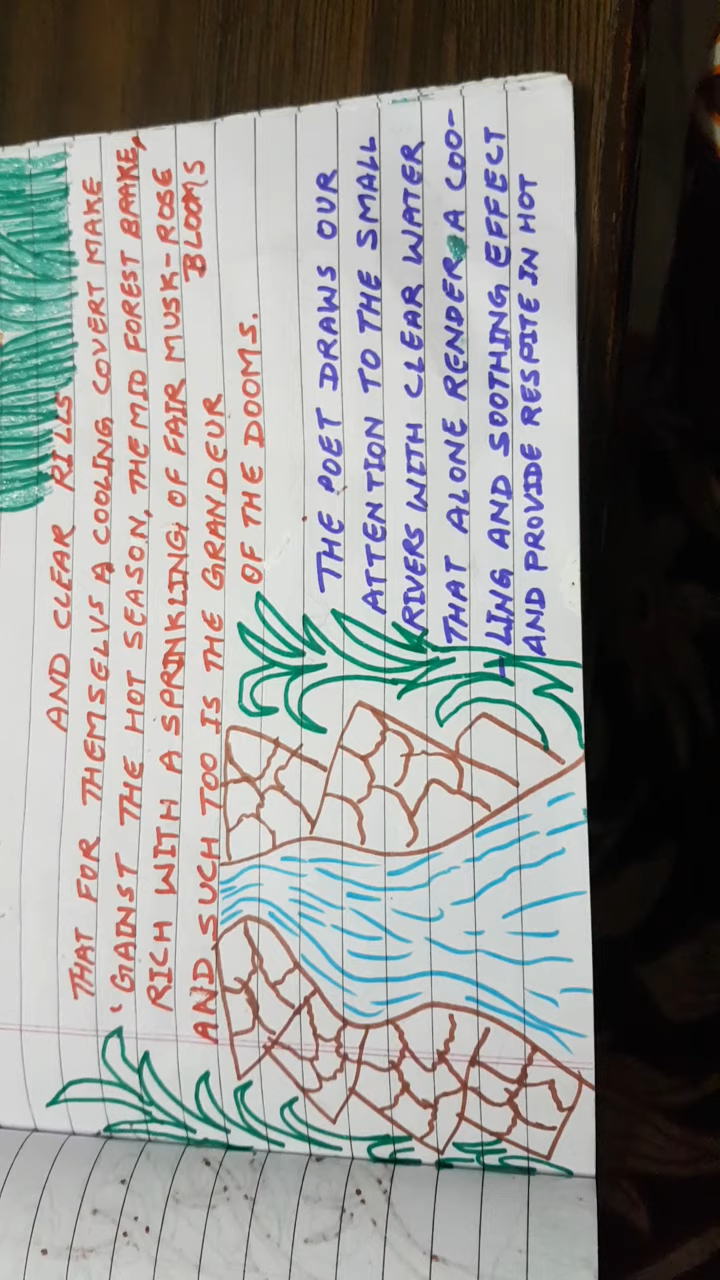 AND CLEAR RILLS
THAT FOR THEMSELVS A COOLING COVERT MAKE
'GAINST THE HOT SEASON, THE MID FOREST BRAKE,
RICH WITH A SPRINKLING OF FAIR MUSK-ROSE
BLOOMS
AND SUCH TOO IS THE GRANDEUR
OF THE DOOMS.
THE POET DRAWS OUR
ATTENTION TO THE SMALL
RIVERS WITH CLEAR WATER
THAT ALONE RENDER A COO-
LING AND SOOTHING EFFECT
AND PROVIDE RESPITE IN HOT